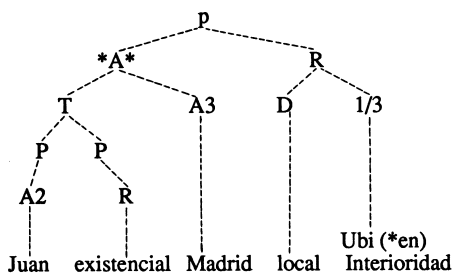 p
*A* R
T A3 D 1/3
P P
A2 R
Ubi (*en)
Juan existencial Madrid local Interioridad